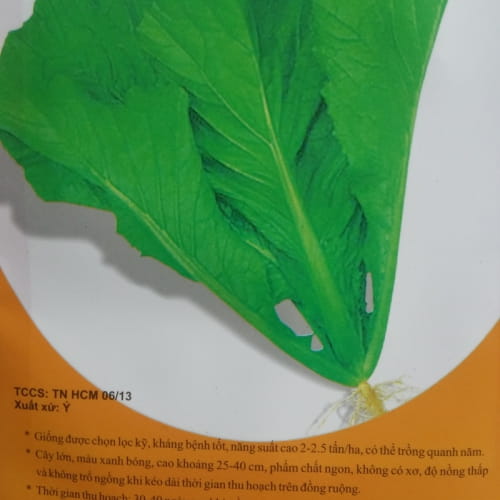 TCCS: TN HCM 06/13
Xuất xứ: Ý
* Giống được chọn lọc kỹ, kháng bệnh tốt, năng suất cao 2-2.5 tấn/ha, có thể trồng quanh năm.
* Cây lớn, màu xanh bóng, cao khoảng 25-40 cm, phẩm chất ngon, không có xơ, độ nồng thấp
và không trổ ngồng khi kéo dài thời gian thu hoạch trên đồng ruộng.
* Thời gian thu hoạch: 30-40